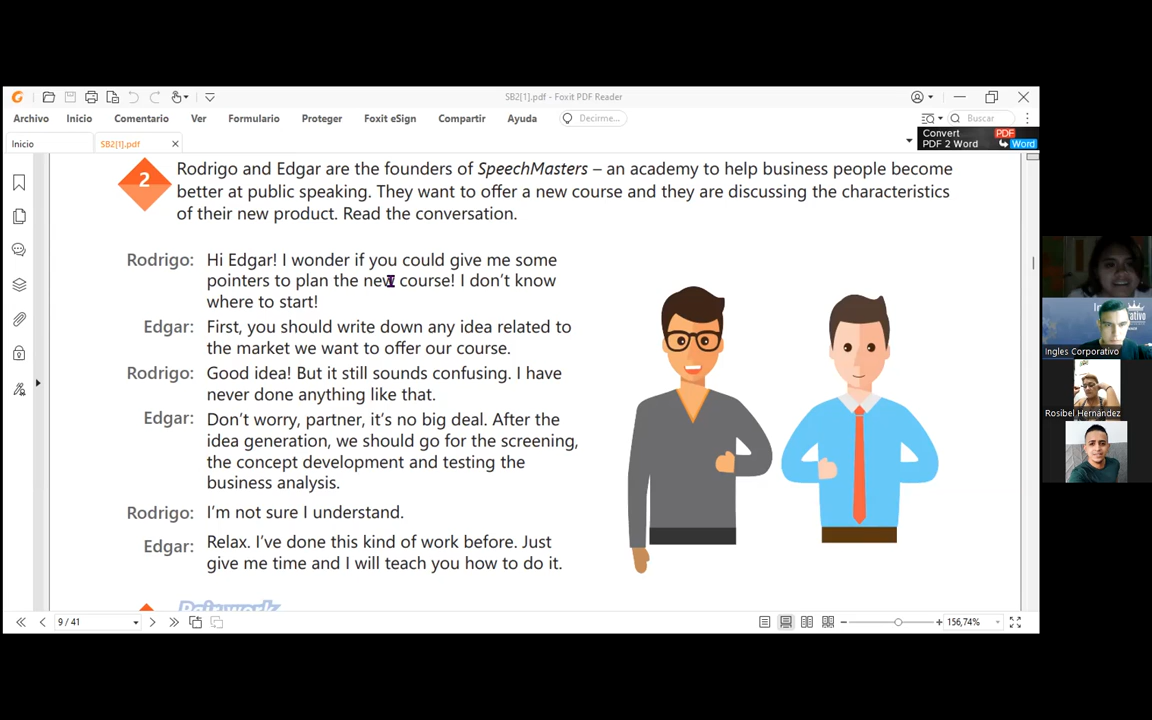 SB2[1].pdf - Foxit PDF Reader
Archivo Inicio Comentario Ver Formulario Proteger Foxit eSign Compartir Ayuda Decirme... Buscar
Inicio SB2[1].pdf
Convert PDF
PDF 2 Word Word
2
Rodrigo and Edgar are the founders of SpeechMasters – an academy to help business people become
better at public speaking. They want to offer a new course and they are discussing the characteristics
of their new product. Read the conversation.
Rodrigo: Hi Edgar! I wonder if you could give me some
pointers to plan the new course! I don't know
where to start!
Edgar: First, you should write down any idea related to
the market we want to offer our course.
Rodrigo: Good idea! But it still sounds confusing. I have
never done anything like that.
Edgar: Don't worry, partner, it's no big deal. After the
idea generation, we should go for the screening,
the concept development and testing the
business analysis.
Rodrigo: I'm not sure I understand.
Edgar: Relax. I've done this kind of work before. Just
give me time and I will teach you how to do it.
Pair work
9 / 41
156,74%
Ingles Corporativo
Rosibel Hernández